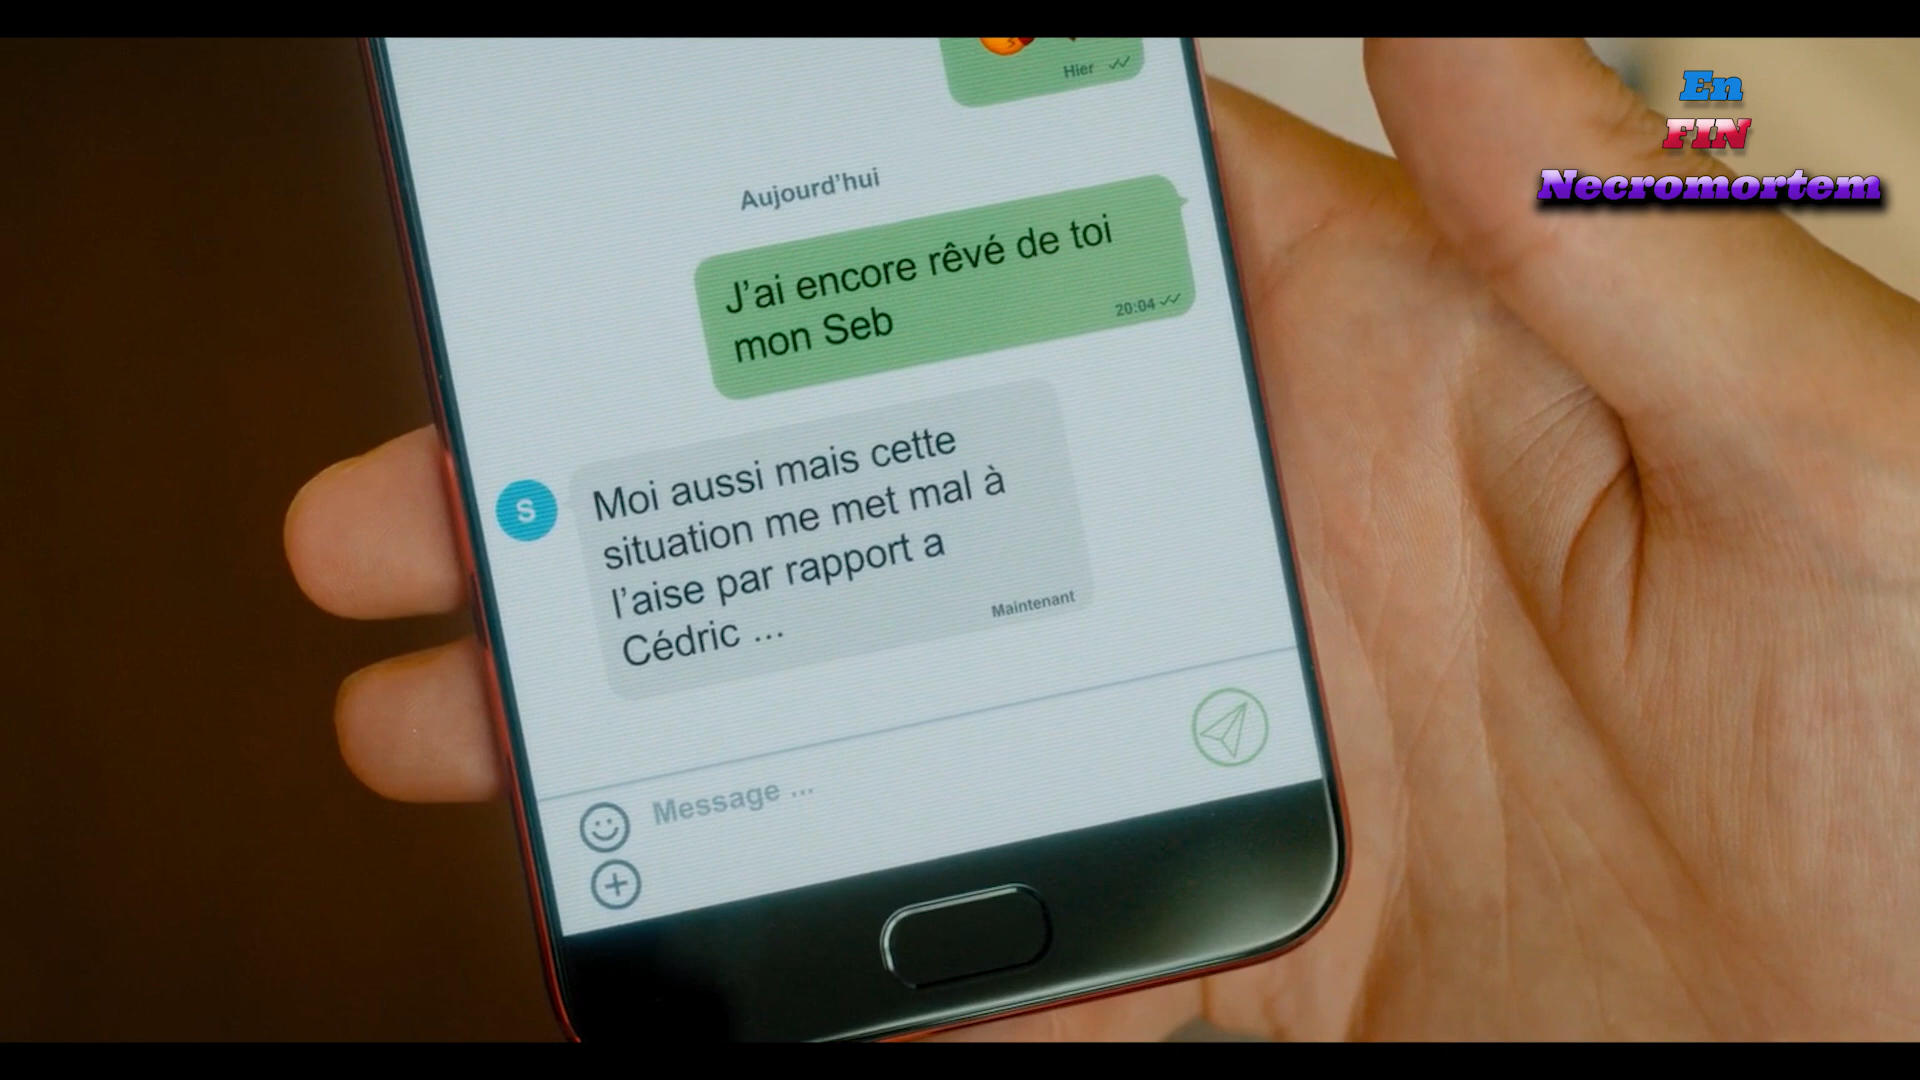 En
FIN
Necromortem
Hier
Aujourd'hui
J'ai encore rêvé de toi
mon Seb
20:04
S
Moi aussi mais cette
situation me met mal à
l'aise par rapport a
Cédric ...
Maintenant
Message ...